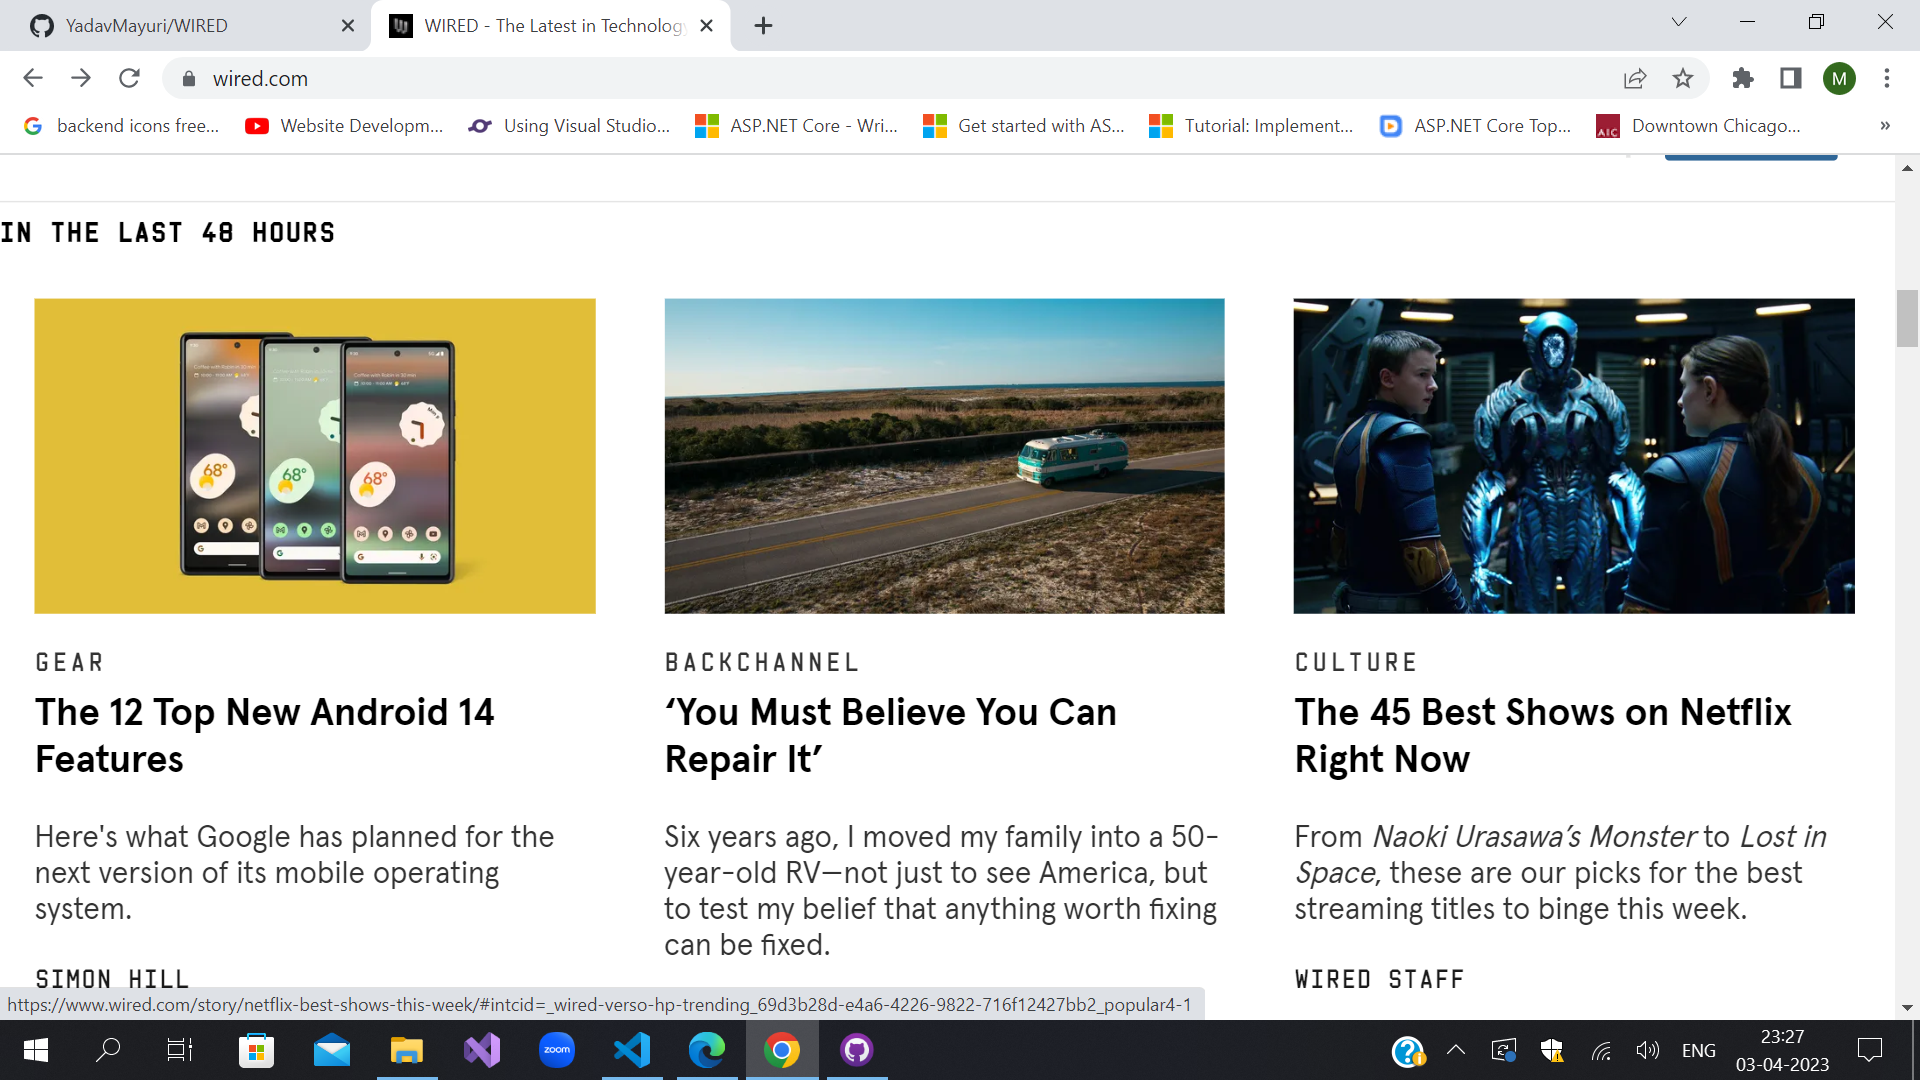 YadavMayuri/WIRED
WIRED - The Latest in Technology
wired.com
M
backend icons free...
Website Developm...
Using Visual Studio...
ASP.NET Core - Wri...
Get started with AS...
Tutorial: Implement...
ASP.NET Core Top...
AIC
Downtown Chicago...
»
IN THE LAST 48 HOURS
68°
68°
68°
GEAR
The 12 Top New Android 14
Features
Here's what Google has planned for the
next version of its mobile operating
system.
SIMON HILL
BACKCHANNEL
‘You Must Believe You Can
Repair It’
Six years ago, I moved my family into a 50-
year-old RV—not just to see America, but
to test my belief that anything worth fixing
can be fixed.
CULTURE
The 45 Best Shows on Netflix
Right Now
From Naoki Urasawa’s Monster to Lost in
Space, these are our picks for the best
streaming titles to binge this week.
WIRED STAFF
https://www.wired.com/story/netflix-best-shows-this-week/#intcid=_wired-verso-hp-trending_69d3b28d-e4a6-4226-9822-716f12427bb2_popular4-1
zoom
ENG
23:27
03-04-2023